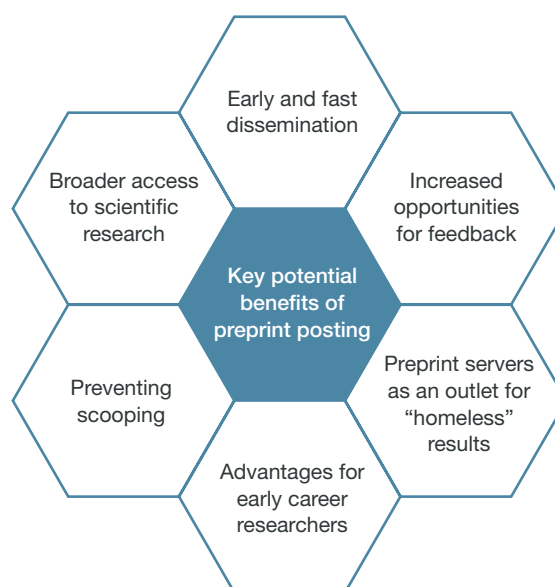 Early and fast
dissemination
Broader access
to scientific
research
Increased
opportunities
for feedback
Key potential
benefits of
preprint posting
Preventing
scooping
Preprint servers
as an outlet for
“homeless”
results
Advantages for
early career
researchers